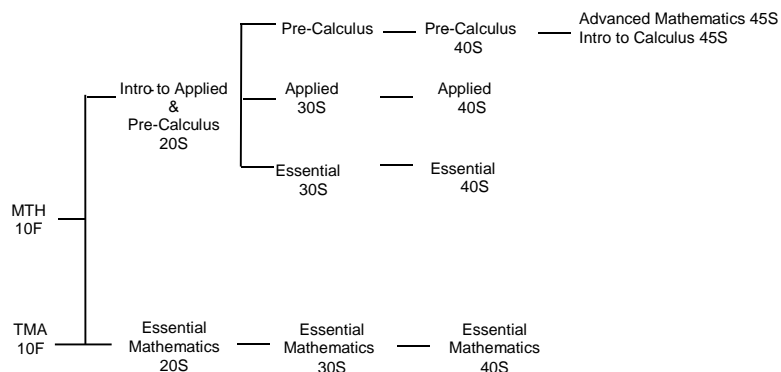 Pre-Calculus
Pre-Calculus
40S
Advanced Mathematics 45S
Intro to Calculus 45S
Intro to Applied
&
Pre-Calculus
20S
Applied
30S
Applied
40S
Essential
30S
Essential
40S
MTH
10F
TMA
10F
Essential
Mathematics
20S
Essential
Mathematics
30S
Essential
Mathematics
40S